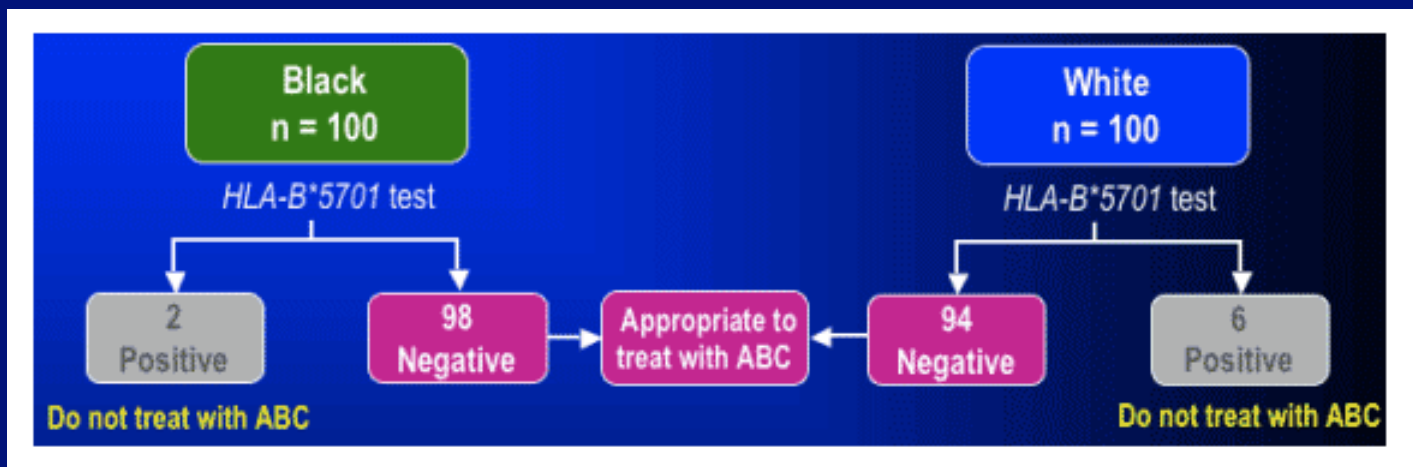 Black
n = 100
White
n = 100
HLA-B*5701 test
HLA-B*5701 test
2
Positive
98
Negative
Appropriate to
treat with ABC
94
Negative
6
Positive
Do not treat with ABC
Do not treat with ABC